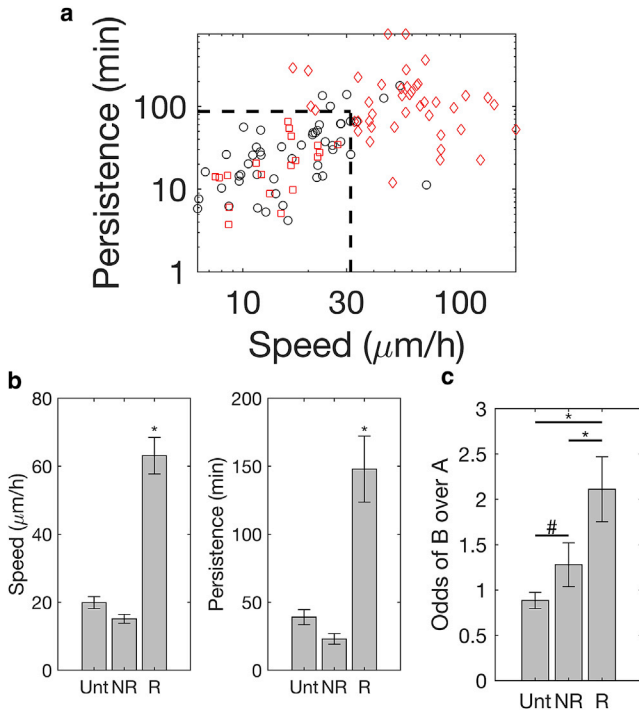 a
Persistence (min)
100
10
1
10 30 100
Speed (μm/h)
b
Speed (μm/h)
80
60
40
20
0
*
Unt NR R
Persistence (min)
200
150
100
50
0
*
Unt NR R
c
Odds of B over A
3
2.5
2
1.5
1
0.5
0
*
*
#
Unt NR R